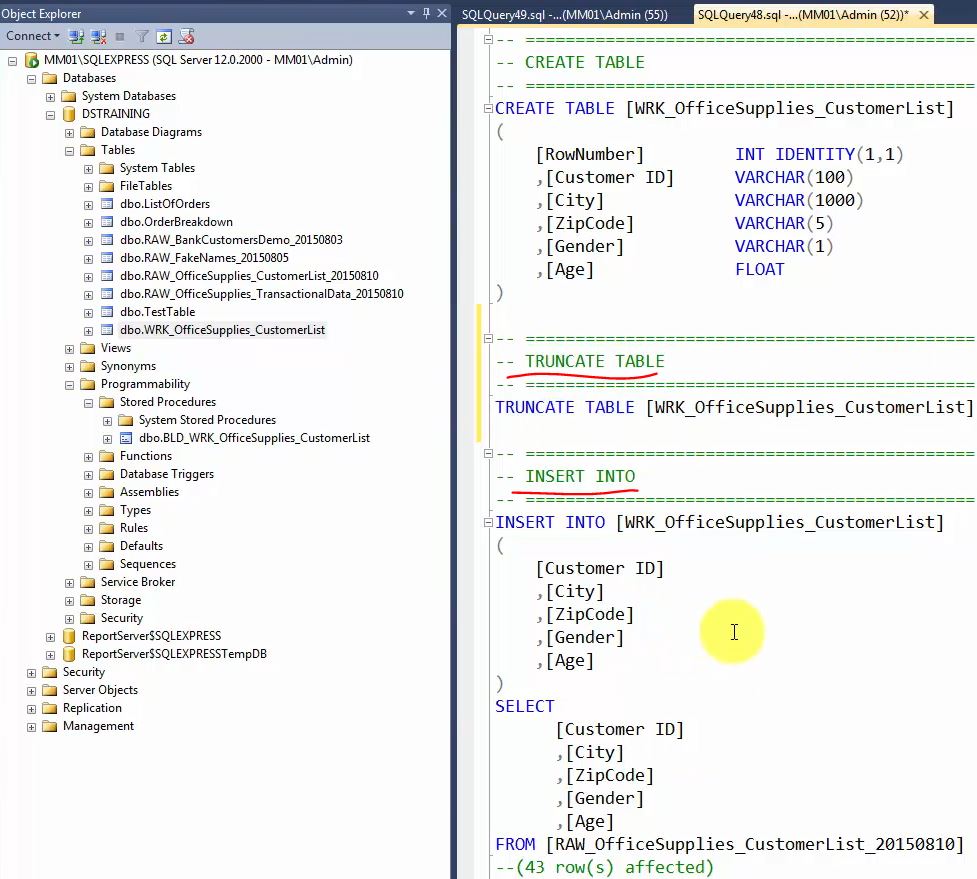 Object Explorer
Connect
MM01\SQLEXPRESS (SQL Server 12.0.2000 - MM01\Admin)
Databases
System Databases
DSTRAINING
Database Diagrams
Tables
System Tables
FileTables
dbo.ListOfOrders
dbo.OrderBreakdown
dbo.RAW_BankCustomersDemo_20150803
dbo.RAW_FakeNames_20150805
dbo.RAW_OfficeSupplies_CustomerList_20150810
dbo.RAW_OfficeSupplies_TransactionalData_20150810
dbo.TestTable
dbo.WRK_OfficeSupplies_CustomerList
Views
Synonyms
Programmability
Stored Procedures
System Stored Procedures
dbo.BLD_WRK_OfficeSupplies_CustomerList
Functions
Database Triggers
Assemblies
Types
Rules
Defaults
Sequences
Service Broker
Storage
Security
ReportServer$SQLEXPRESS
ReportServer$SQLEXPRESSTempDB
Security
Server Objects
Replication
Management
SQLQuery49.sql -...(MM01\Admin (55))
SQLQuery48.sql -...(MM01\Admin (52))*
-- =============================================
-- CREATE TABLE
-- =============================================
CREATE TABLE [WRK_OfficeSupplies_CustomerList]
(
[RowNumber] INT IDENTITY(1,1)
,[Customer ID] VARCHAR(100)
,[City] VARCHAR(1000)
,[ZipCode] VARCHAR(5)
,[Gender] VARCHAR(1)
,[Age] FLOAT
)
-- =============================================
-- TRUNCATE TABLE
-- =============================================
TRUNCATE TABLE [WRK_OfficeSupplies_CustomerList]
-- =============================================
-- INSERT INTO
-- =============================================
INSERT INTO [WRK_OfficeSupplies_CustomerList]
(
[Customer ID]
,[City]
,[ZipCode]
,[Gender]
,[Age]
)
SELECT
[Customer ID]
,[City]
,[ZipCode]
,[Gender]
,[Age]
FROM [RAW_OfficeSupplies_CustomerList_20150810]
--(43 row(s) affected)